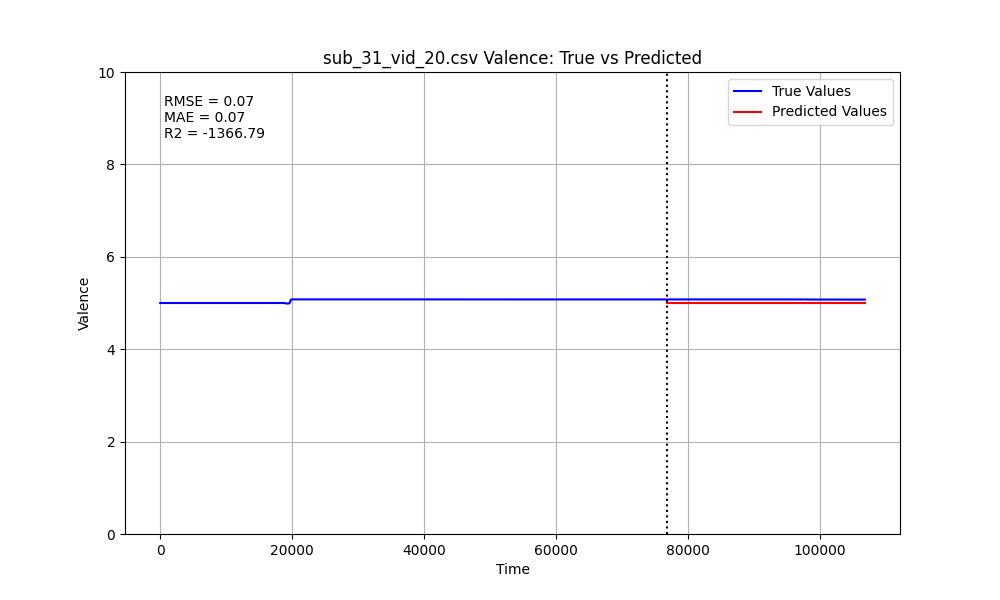 sub_31_vid_20.csv Valence: True vs Predicted
RMSE = 0.07
MAE = 0.07
R2 = -1366.79
True Values
Predicted Values
10
8
6
4
2
0
Valence
0
20000
40000
60000
80000
100000
Time